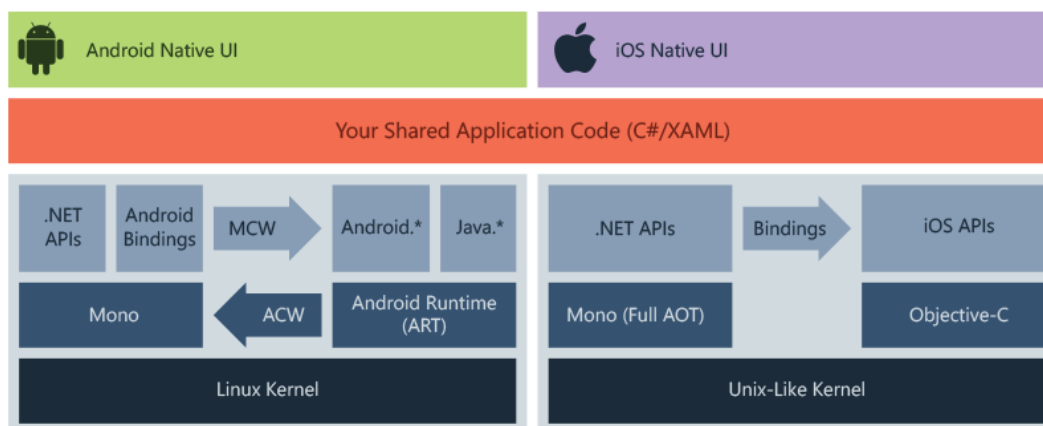 Android Native UI
iOS Native UI
Your Shared Application Code (C#/XAML)
.NET
APIs
Android
Bindings
MCW
Android.*
Java.*
.NET APIs
Bindings
iOS APIs
Mono
ACW
Android Runtime
(ART)
Mono (Full AOT)
Objective-C
Linux Kernel
Unix-Like Kernel